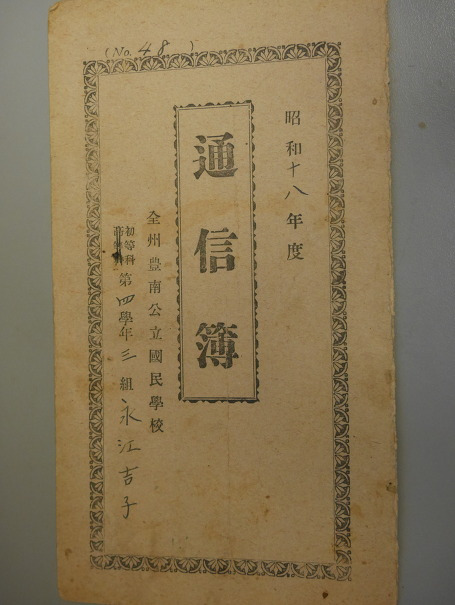 (No. 48 )
昭和十八年度
通信簿
全州豊南公立國民學校
初等科
第四學年三組 永江吉子